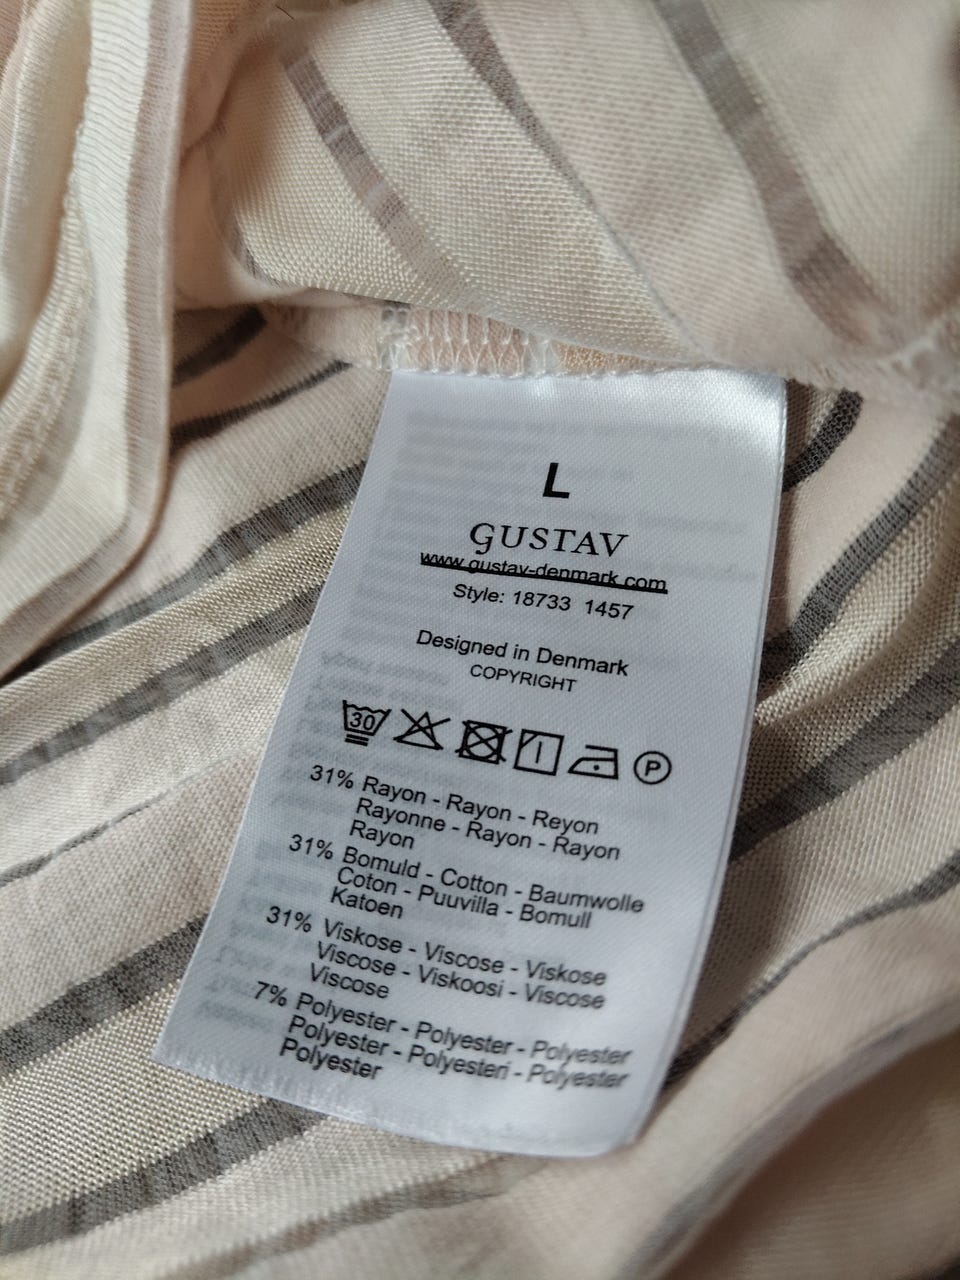 L
GUSTAV
www.gustav-denmark.com
Style: 18733 1457
Designed in Denmark
COPYRIGHT
30
P
31% Rayon - Rayon - Reyon
Rayonne - Rayon - Rayon
Rayon
31% Bomuld - Cotton - Baumwolle
Coton - Puuvilla - Bomull
Katoen
31% Viskose - Viscose - Viskose
Viscose - Viskoosi - Viscose
Viscose
7% Polyester - Polyester - Polyester
Polyester - Polyesteri - Polyester
Polyester